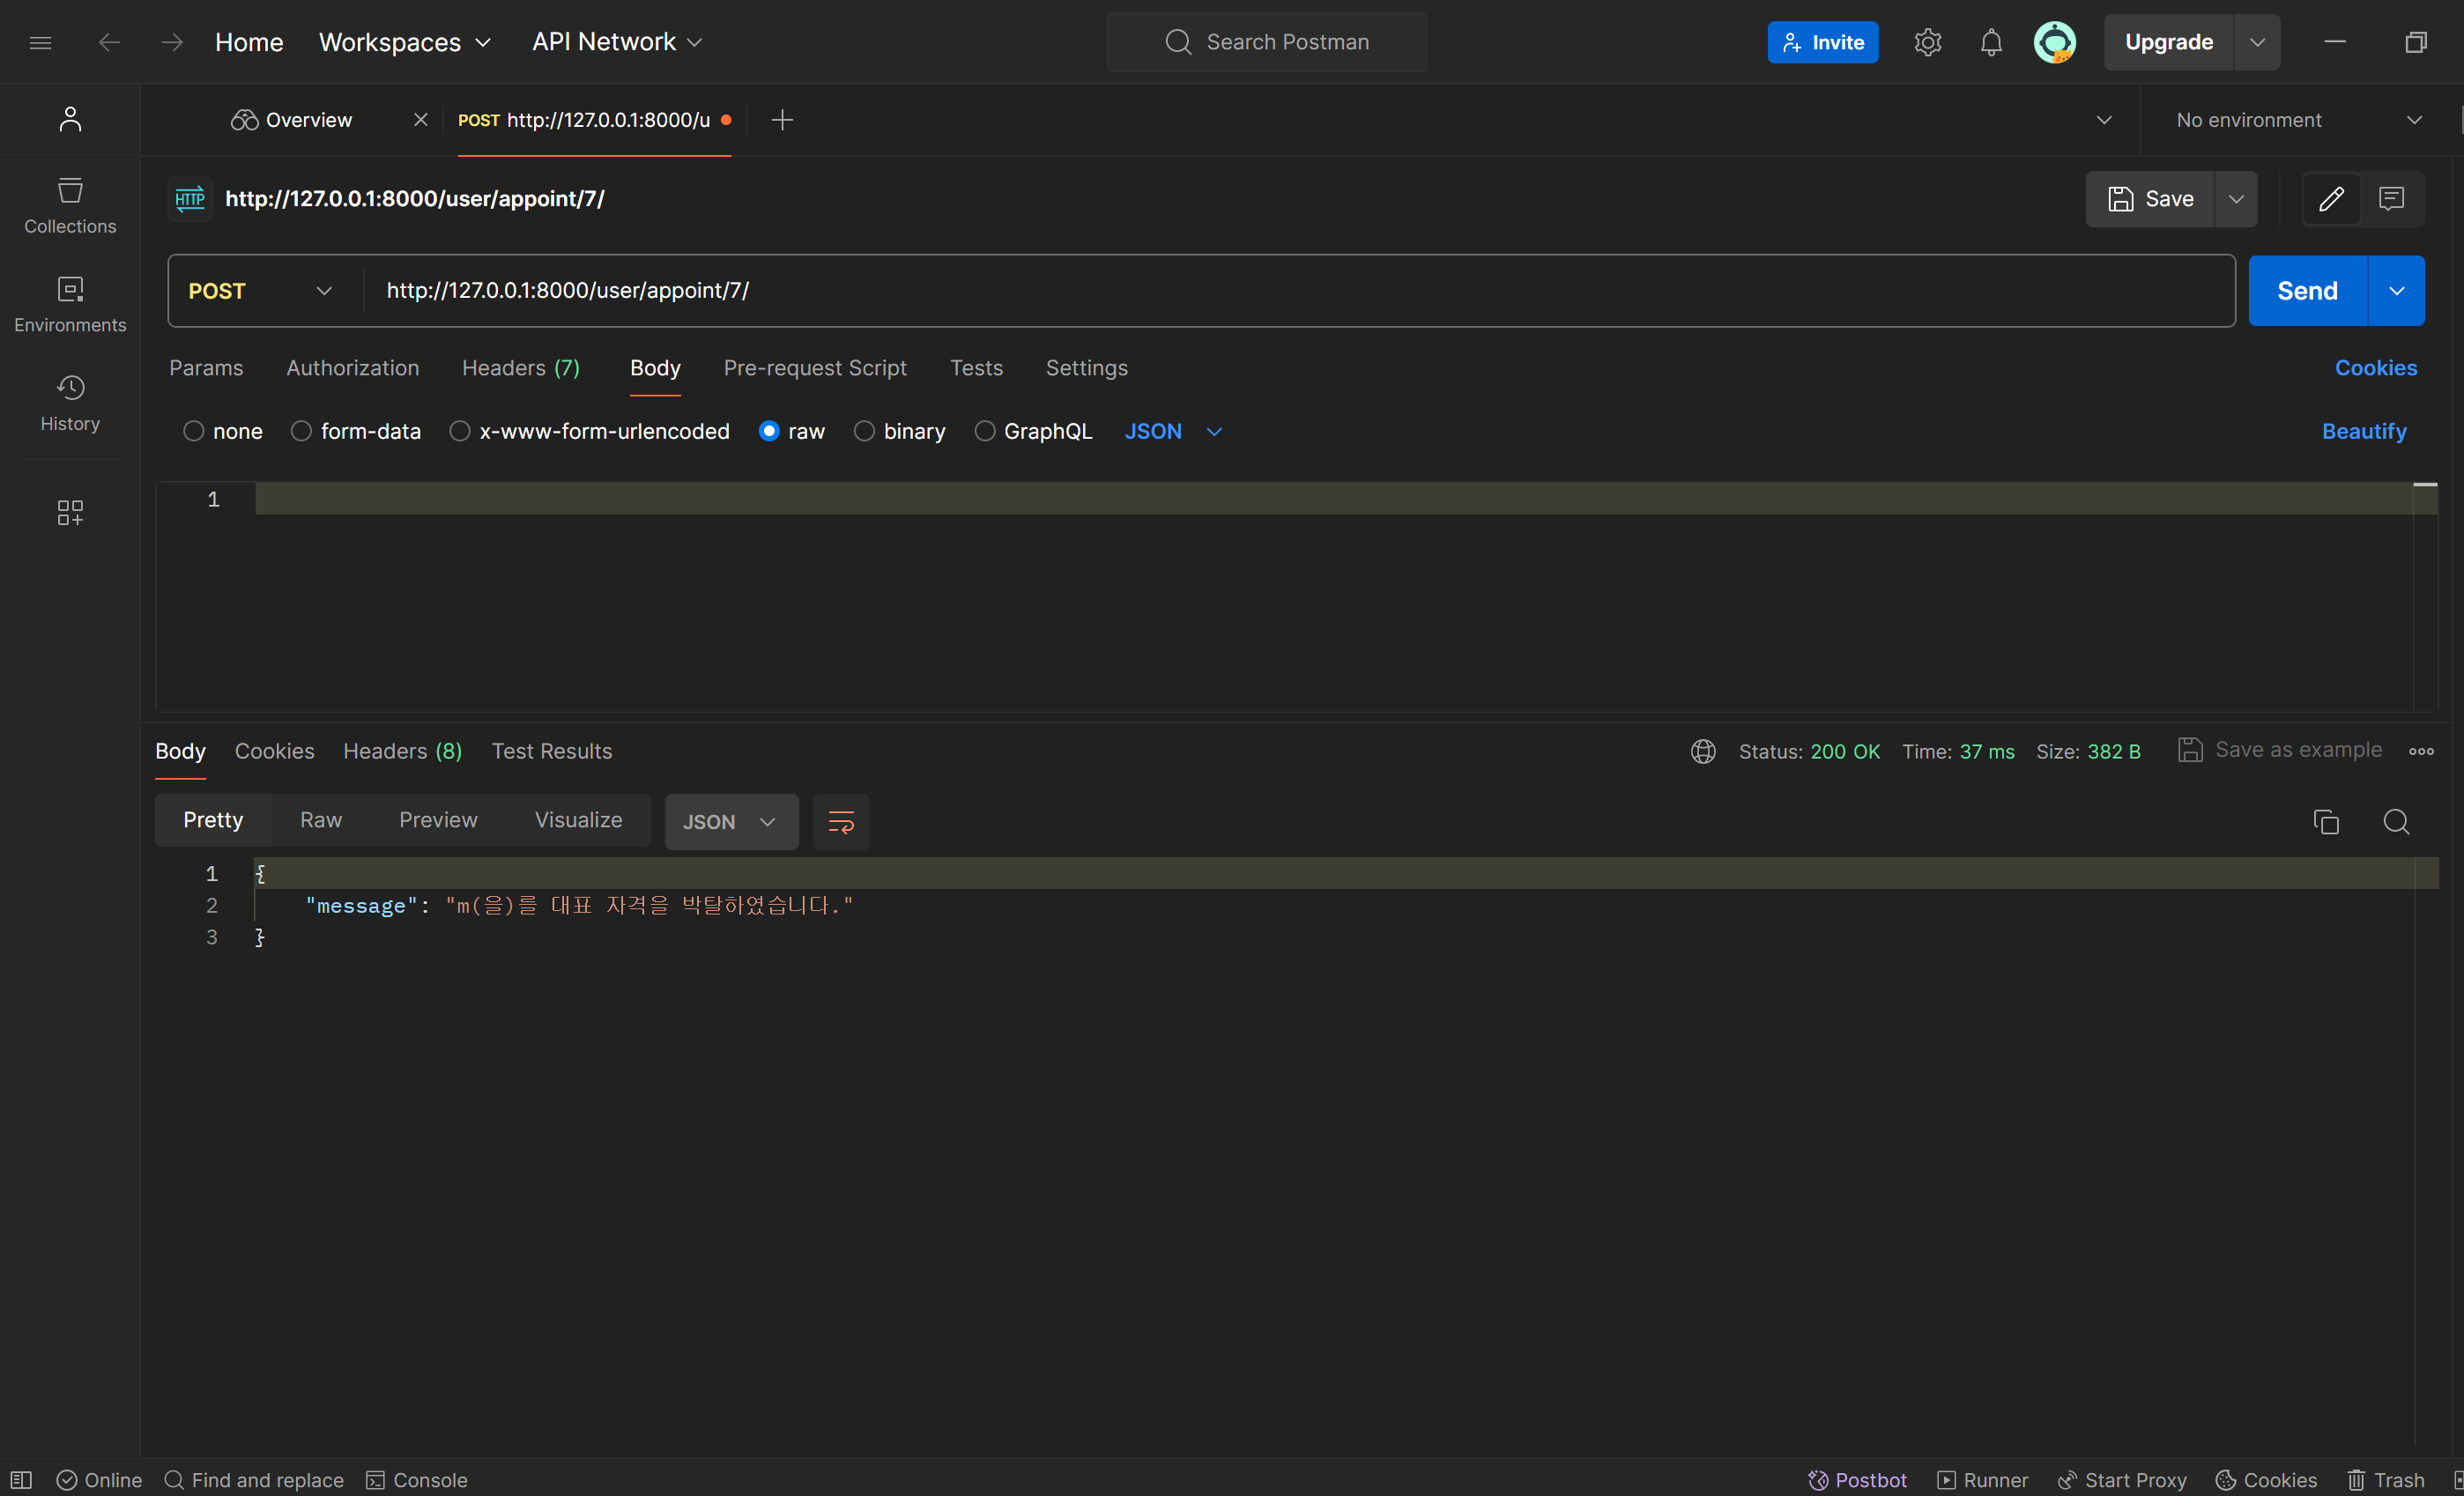 Home Workspaces API Network Search Postman Invite Upgrade
Overview POST http://127.0.0.1:8000/u No environment
HTTP http://127.0.0.1:8000/user/appoint/7/ Save
POST http://127.0.0.1:8000/user/appoint/7/ Send
Params Authorization Headers (7) Body Pre-request Script Tests Settings Cookies
none form-data x-www-form-urlencoded raw binary GraphQL JSON Beautify
Collections
Environments
History
1
Body Cookies Headers (8) Test Results Status: 200 OK Time: 37 ms Size: 382 B Save as example
Pretty Raw Preview Visualize JSON
1 {
2 "message": "m(을)를 대표 자격을 박탈하였습니다."
3 }
Online Find and replace Console Postbot Runner Start Proxy Cookies Trash